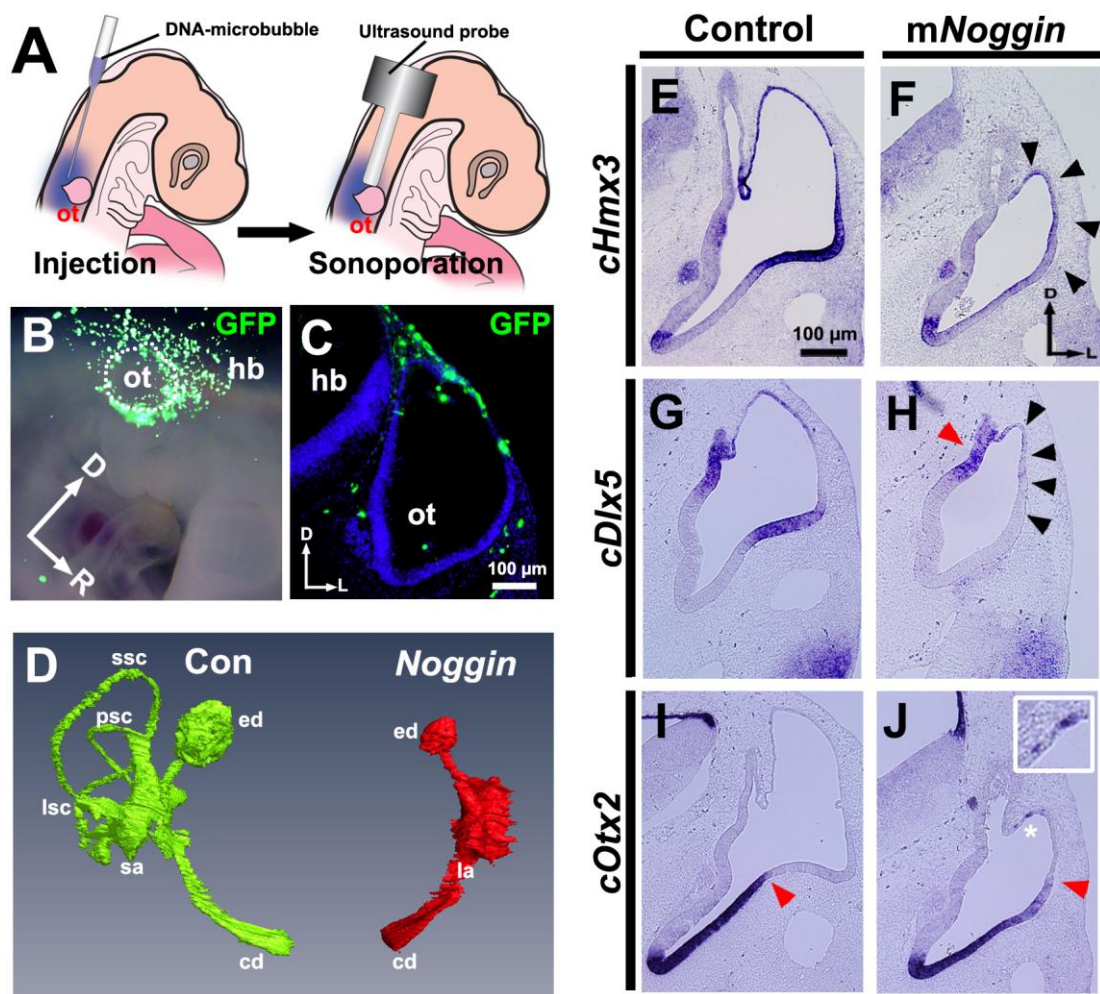 A
DNA-microbubble
Ultrasound probe
ot
ot
Injection
Sonoporation
B
GFP
ot
hb
D
R
C
GFP
hb
ot
D
L
100 µm
D
Con
Noggin
ssc
psc
ed
lsc
sa
cd
ed
la
cd
Control
mNoggin
cHmx3
E
100 µm
F
D
L
cDlx5
G
H
cOtx2
I
J
*